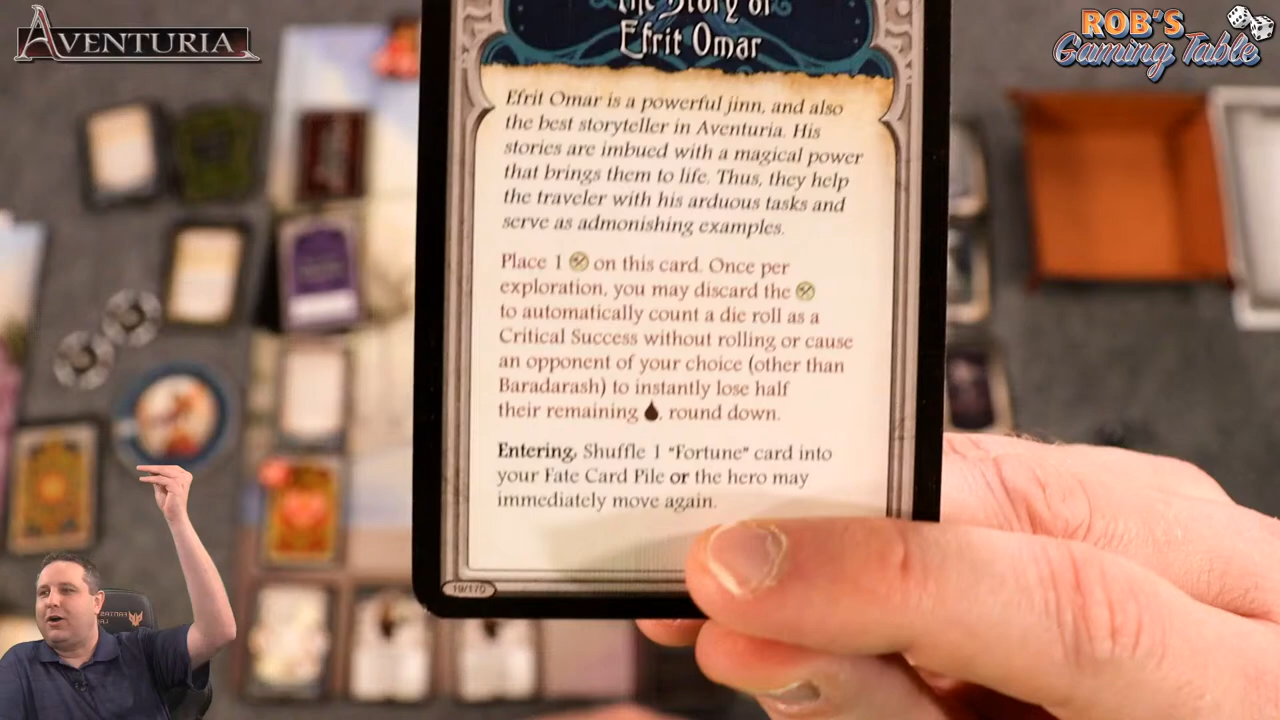 AVENTURIA
ROB'S
Gaming Table
The Story of
Efrit Omar
Efrit Omar is a powerful jinn, and also
the best storyteller in Aventuria. His
stories are imbued with a magical power
that brings them to life. Thus, they help
the traveler with his arduous tasks and
serve as admonishing examples.
Place 1 on this card. Once per
exploration, you may discard the
to automatically count a die roll as a
Critical Success without rolling or cause
an opponent of your choice (other than
Baradarash) to instantly lose half
their remaining , round down.
Entering, Shuffle 1 "Fortune" card into
your Fate Card Pile or the hero may
immediately move again.
19/170